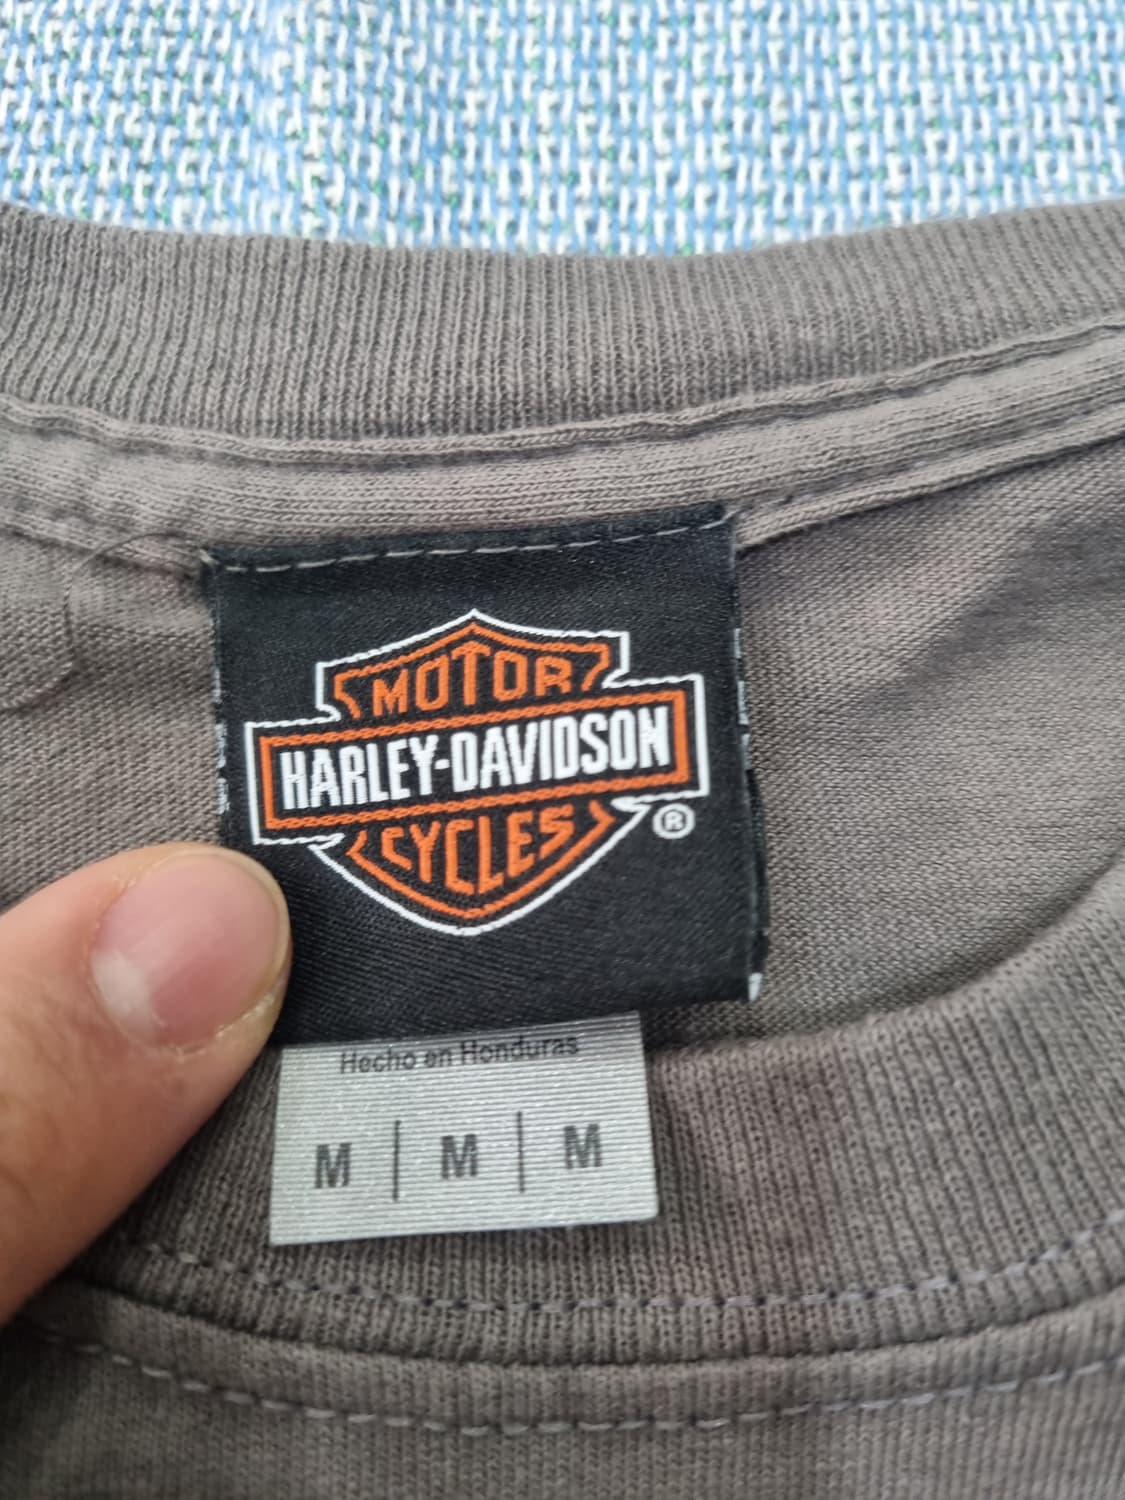 MOTOR
HARLEY-DAVIDSON
CYCLES
®
Hecho en Honduras
M | M | M